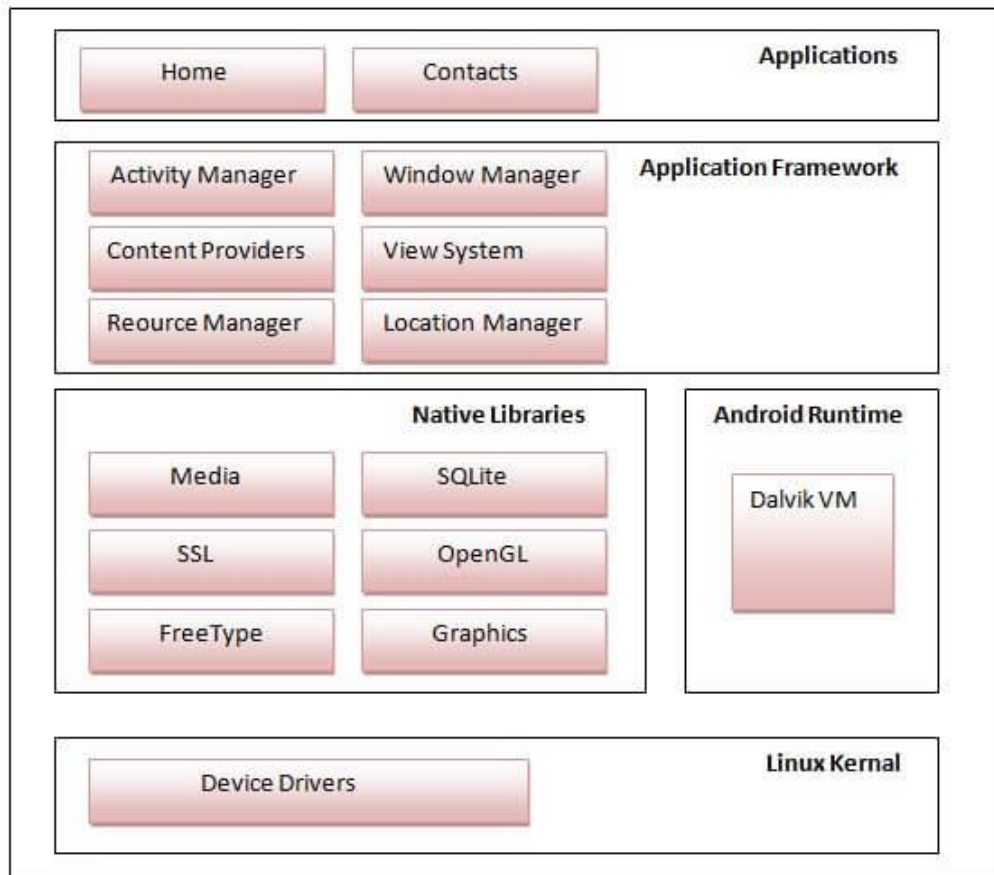 Applications
Home
Contacts
Application Framework
Activity Manager
Window Manager
Content Providers
View System
Reource Manager
Location Manager
Native Libraries
Media
SQLite
SSL
OpenGL
FreeType
Graphics
Android Runtime
Dalvik VM
Linux Kernal
Device Drivers